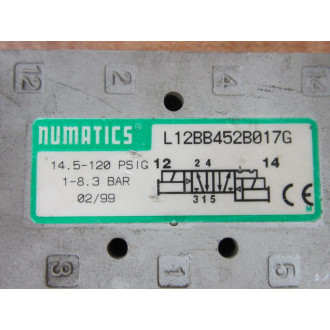 12 2 4 14
NUMATICS L12BB452B017G
14.5-120 PSIG 12 2 4 14
1-8.3 BAR
02/99 3 1 5 CE
3 1 5